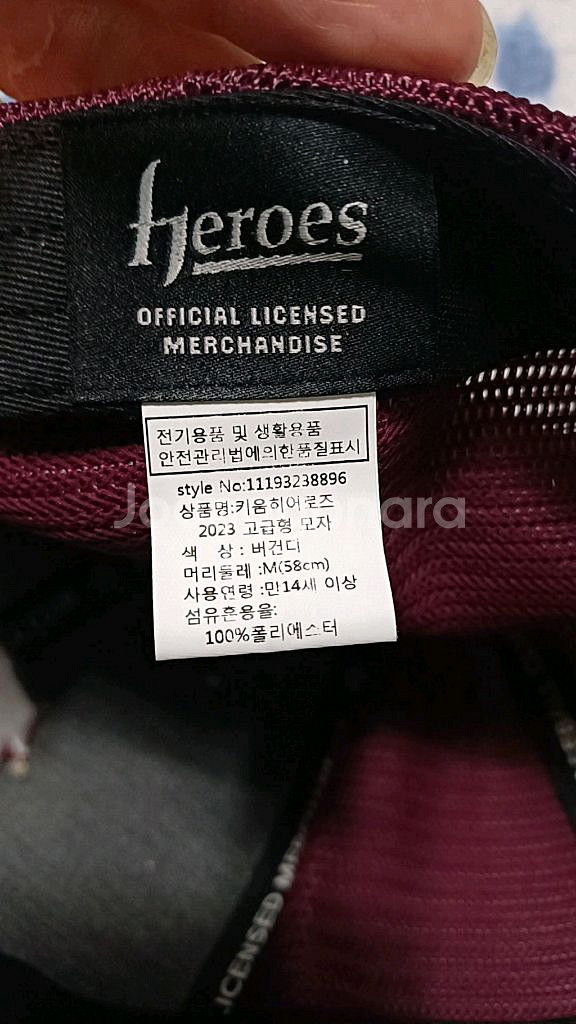 heroes
OFFICIAL LICENSED
MERCHANDISE
전기용품 및 생활용품
안전관리법에의한품질표시
style No:11193238896
상품명:키움히어로즈
2023 고급형 모자
색 상 : 버건디
머리둘레 :M(58cm)
사용연령 :만14세 이상
섬유혼용율:
100%폴리에스터
Joonggonara
LICENSED